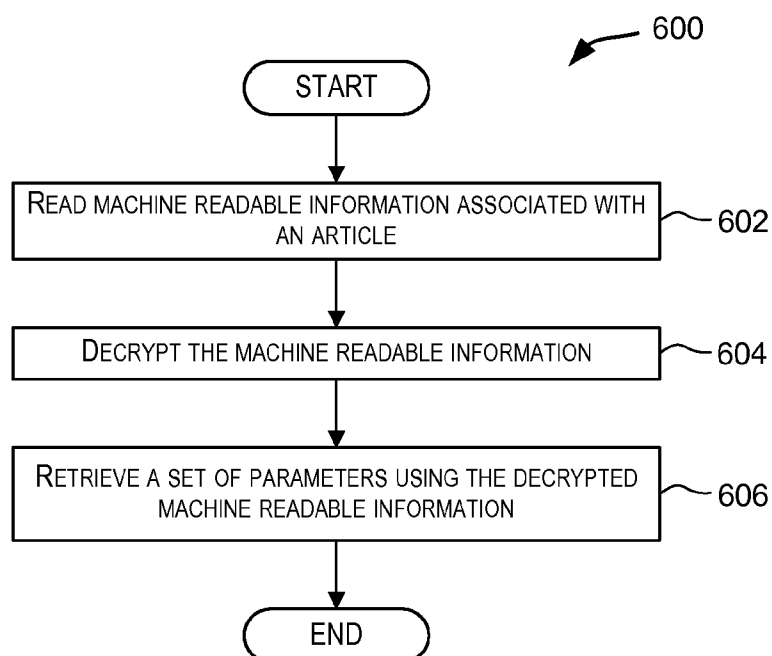 600
START
READ MACHINE READABLE INFORMATION ASSOCIATED WITH
AN ARTICLE
602
DECRYPT THE MACHINE READABLE INFORMATION
604
RETRIEVE A SET OF PARAMETERS USING THE DECRYPTED
MACHINE READABLE INFORMATION
606
END